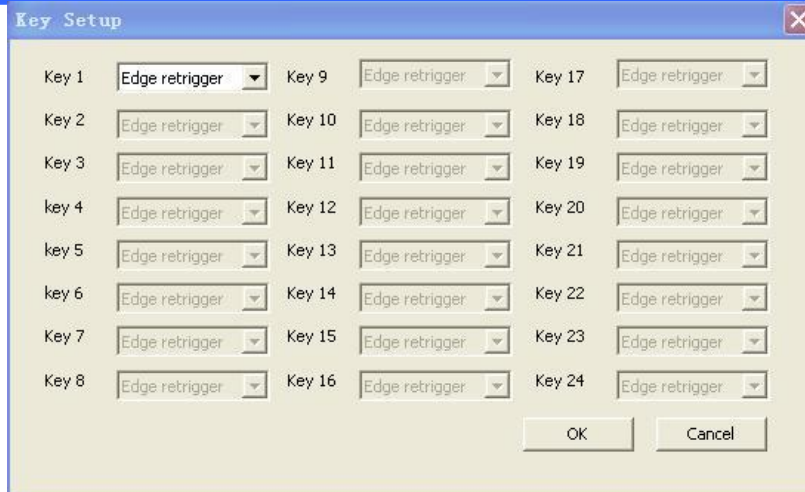 Key Setup
Key 1 Edge retrigger Key 9 Edge retrigger Key 17 Edge retrigger
Key 2 Edge retrigger Key 10 Edge retrigger Key 18 Edge retrigger
Key 3 Edge retrigger Key 11 Edge retrigger Key 19 Edge retrigger
key 4 Edge retrigger Key 12 Edge retrigger Key 20 Edge retrigger
key 5 Edge retrigger Key 13 Edge retrigger Key 21 Edge retrigger
key 6 Edge retrigger Key 14 Edge retrigger Key 22 Edge retrigger
Key 7 Edge retrigger Key 15 Edge retrigger Key 23 Edge retrigger
Key 8 Edge retrigger Key 16 Edge retrigger Key 24 Edge retrigger
OK Cancel